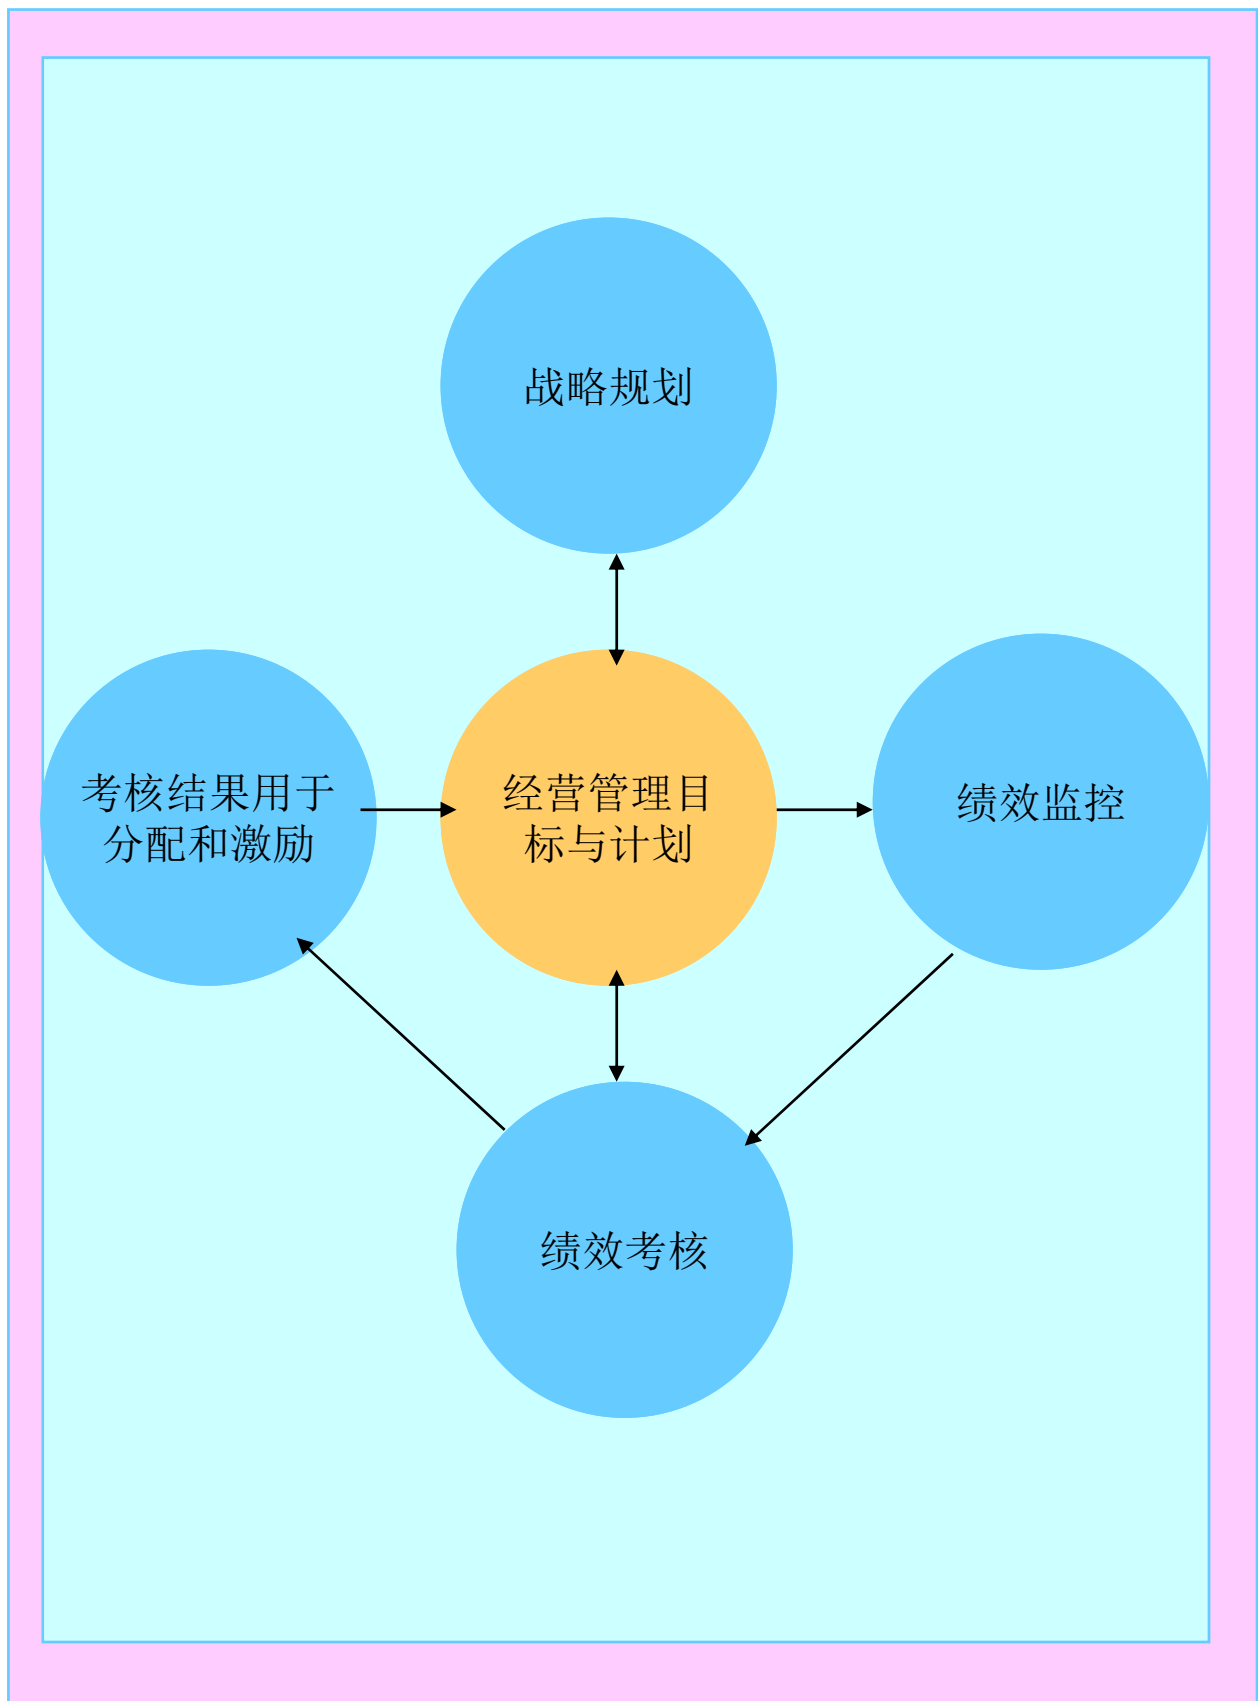 战略规划
考核结果用于
分配和激励
经营管理目
标与计划
绩效监控
绩效考核